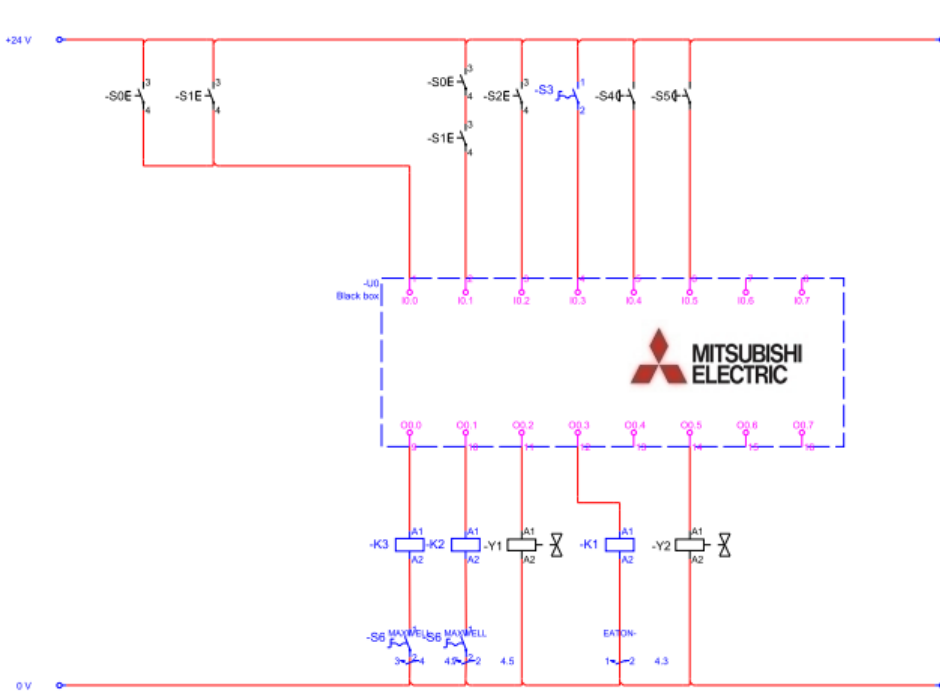 +24 V
-S0E 3 4
-S1E 3 4
-S0E 3 4
-S1E 3 4
-S2E 3 4
-S3 1 2
-S4
-S5
-U0
Black box
1 2 3 4 5 6 7 8
I0.0 I0.1 I0.2 I0.3 I0.4 I0.5 I0.6 I0.7
MITSUBISHI
ELECTRIC
O0.0 O0.1 O0.2 O0.3 O0.4 O0.5 O0.6 O0.7
9 10 11 12 13 14 15 16
-K3 A1 A2
-K2 A1 A2
-Y1 A1 A2
-K1 A1 A2
-Y2 A1 A2
-S6 MAXWELL 1 2
-S6 MAXWELL 1 2
EATON-
3 4
2
4.5
1 2
4.3
0 V